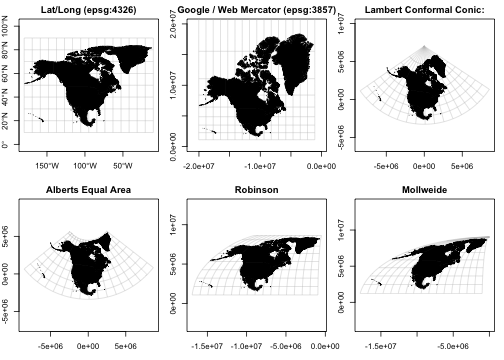 Lat/Long (epsg:4326)
Google / Web Mercator (epsg:3857)
Lambert Conformal Conic:
0° 20°N 40°N 60°N 80°N 100°N
150°W 100°W 50°W
0.0e+00 1.0e+07 2.0e+07
-2.0e+07 -1.0e+07 0.0e+00
-5e+06 0e+00 5e+06 1e+07
-5e+06 0e+00 5e+06
Alberts Equal Area
Robinson
Mollweide
-5e+06 0e+00 5e+06
-5e+06 0e+00 5e+06
0e+00 5e+06 1e+07
-1.5e+07 -1.0e+07 -5.0e+06 0.0e+00
0e+00 5e+06 1e+07
-1.5e+07 -5.0e+06